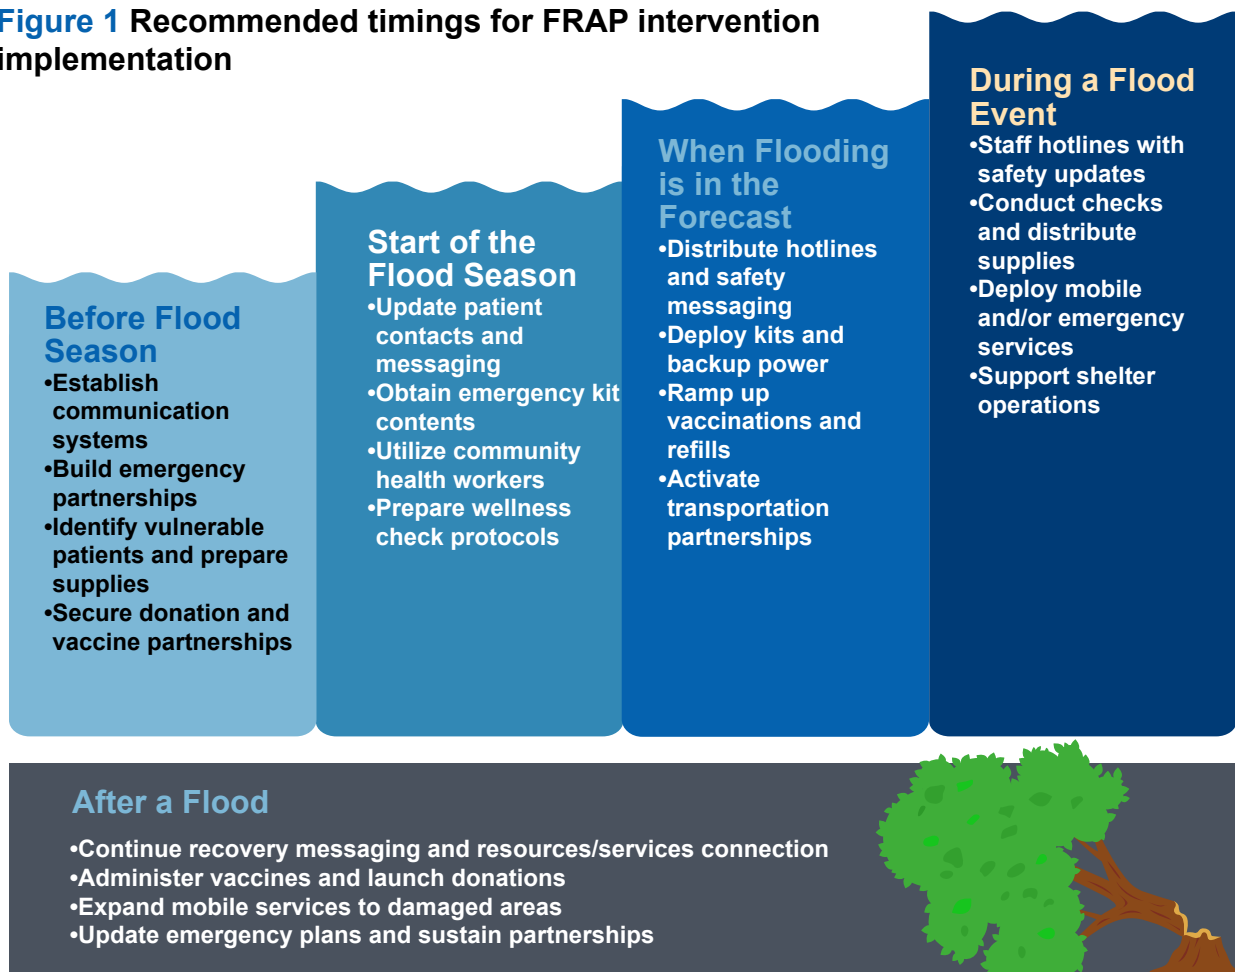 Figure 1 Recommended timings for FRAP intervention
implementation
Before Flood
Season
•Establish
communication
systems
•Build emergency
partnerships
•Identify vulnerable
patients and prepare
supplies
•Secure donation and
vaccine partnerships
Start of the
Flood Season
•Update patient
contacts and
messaging
•Obtain emergency kit
contents
•Utilize community
health workers
•Prepare wellness
check protocols
When Flooding
is in the
Forecast
•Distribute hotlines
and safety
messaging
•Deploy kits and
backup power
•Ramp up
vaccinations and
refills
•Activate
transportation
partnerships
During a Flood
Event
•Staff hotlines with
safety updates
•Conduct checks
and distribute
supplies
•Deploy mobile
and/or emergency
services
•Support shelter
operations
After a Flood
•Continue recovery messaging and resources/services connection
•Administer vaccines and launch donations
•Expand mobile services to damaged areas
•Update emergency plans and sustain partnerships